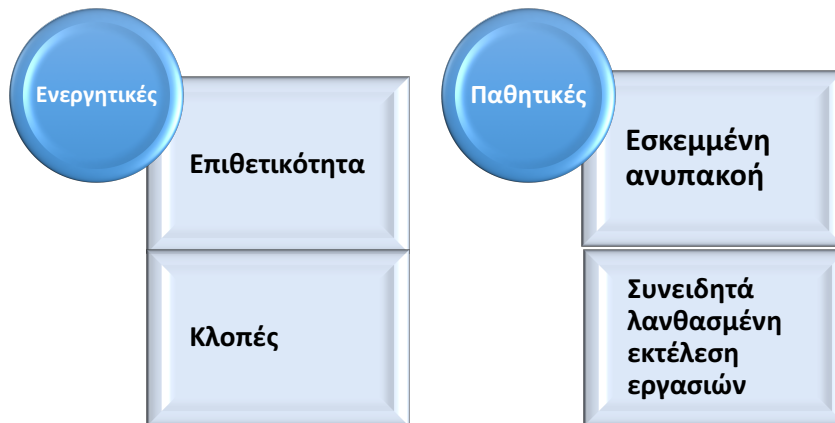 Ενεργητικές
Επιθετικότητα
Κλοπές
Παθητικές
Εσκεμμένη
ανυπακοή
Συνειδητά
λανθασμένη
εκτέλεση
εργασιών